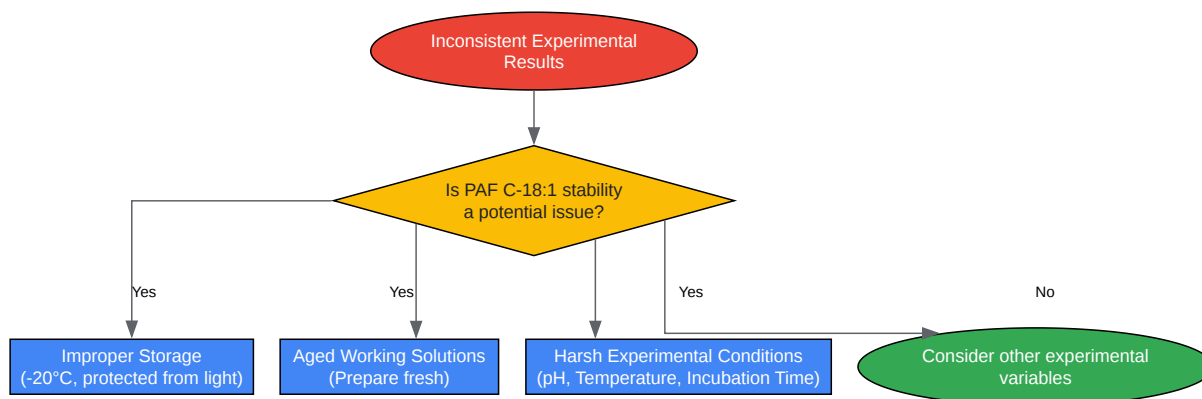 Inconsistent Experimental
Results
Is PAF C-18:1 stability
a potential issue?
Yes
Yes
Yes
No
Improper Storage
(-20°C, protected from light)
Aged Working Solutions
(Prepare fresh)
Harsh Experimental Conditions
(pH, Temperature, Incubation Time)
Consider other experimental
variables